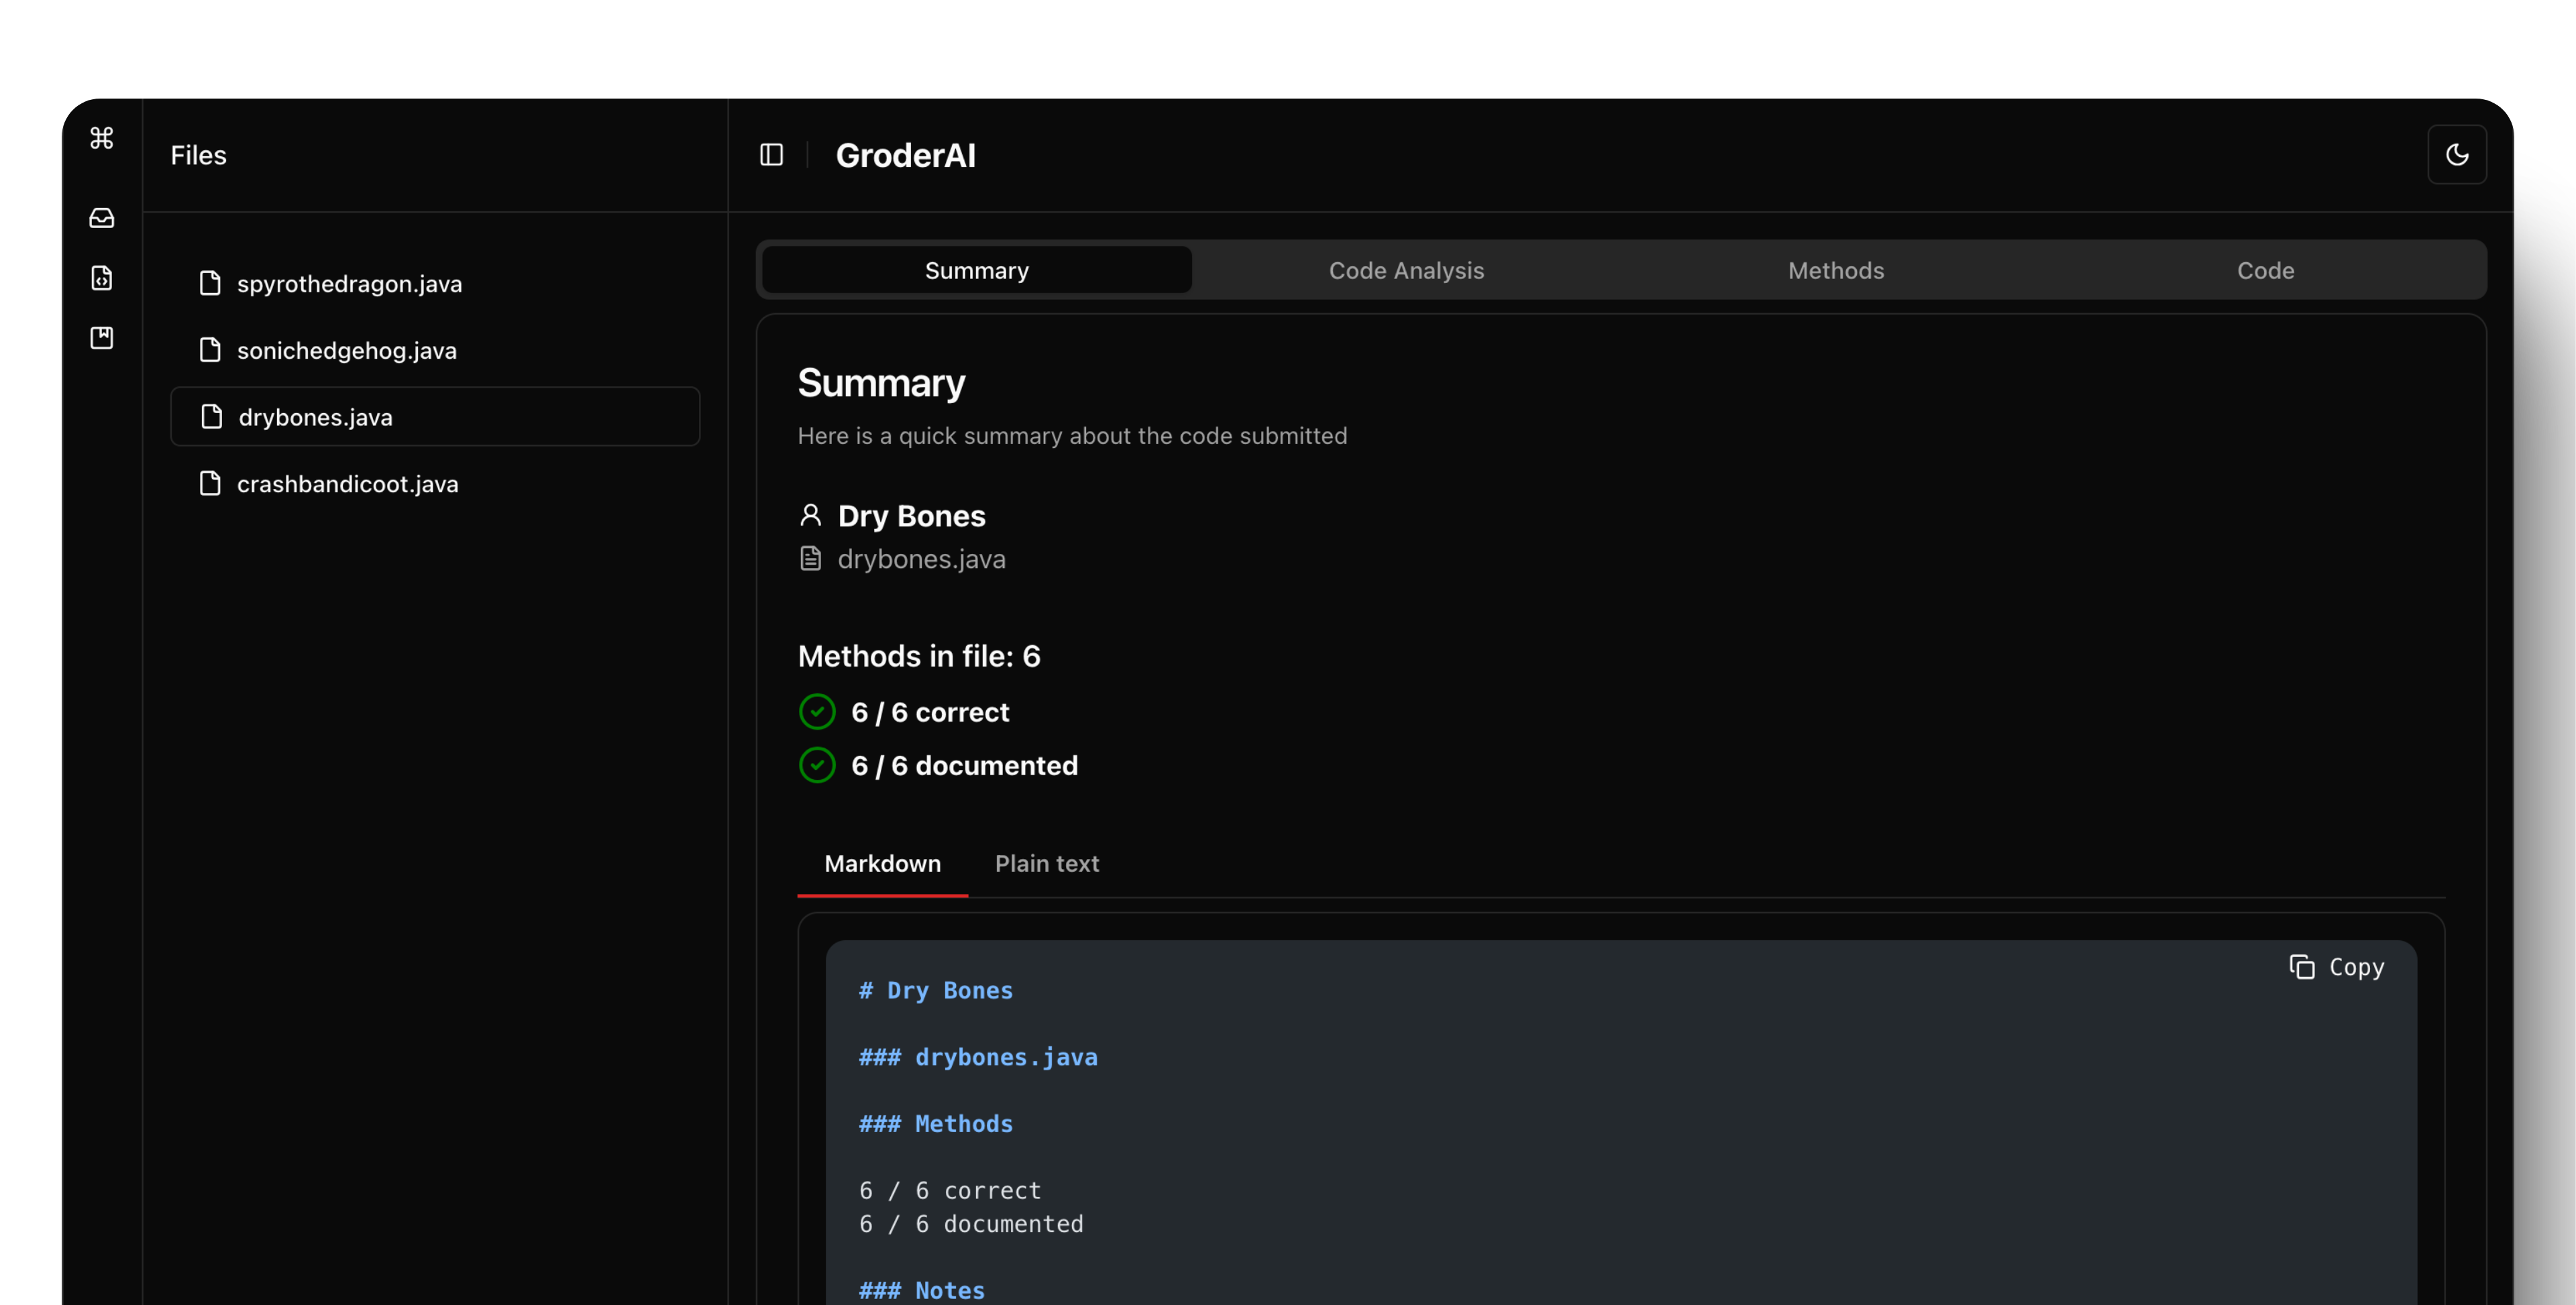 Files
spyrothedragon.java
sonichedgehog.java
drybones.java
crashbandicoot.java
GroderAI
Summary
Code Analysis
Methods
Code
Summary
Here is a quick summary about the code submitted
Dry Bones
drybones.java
Methods in file: 6
6 / 6 correct
6 / 6 documented
Markdown
Plain text
Copy
# Dry Bones
### drybones.java
### Methods
6 / 6 correct
6 / 6 documented
### Notes